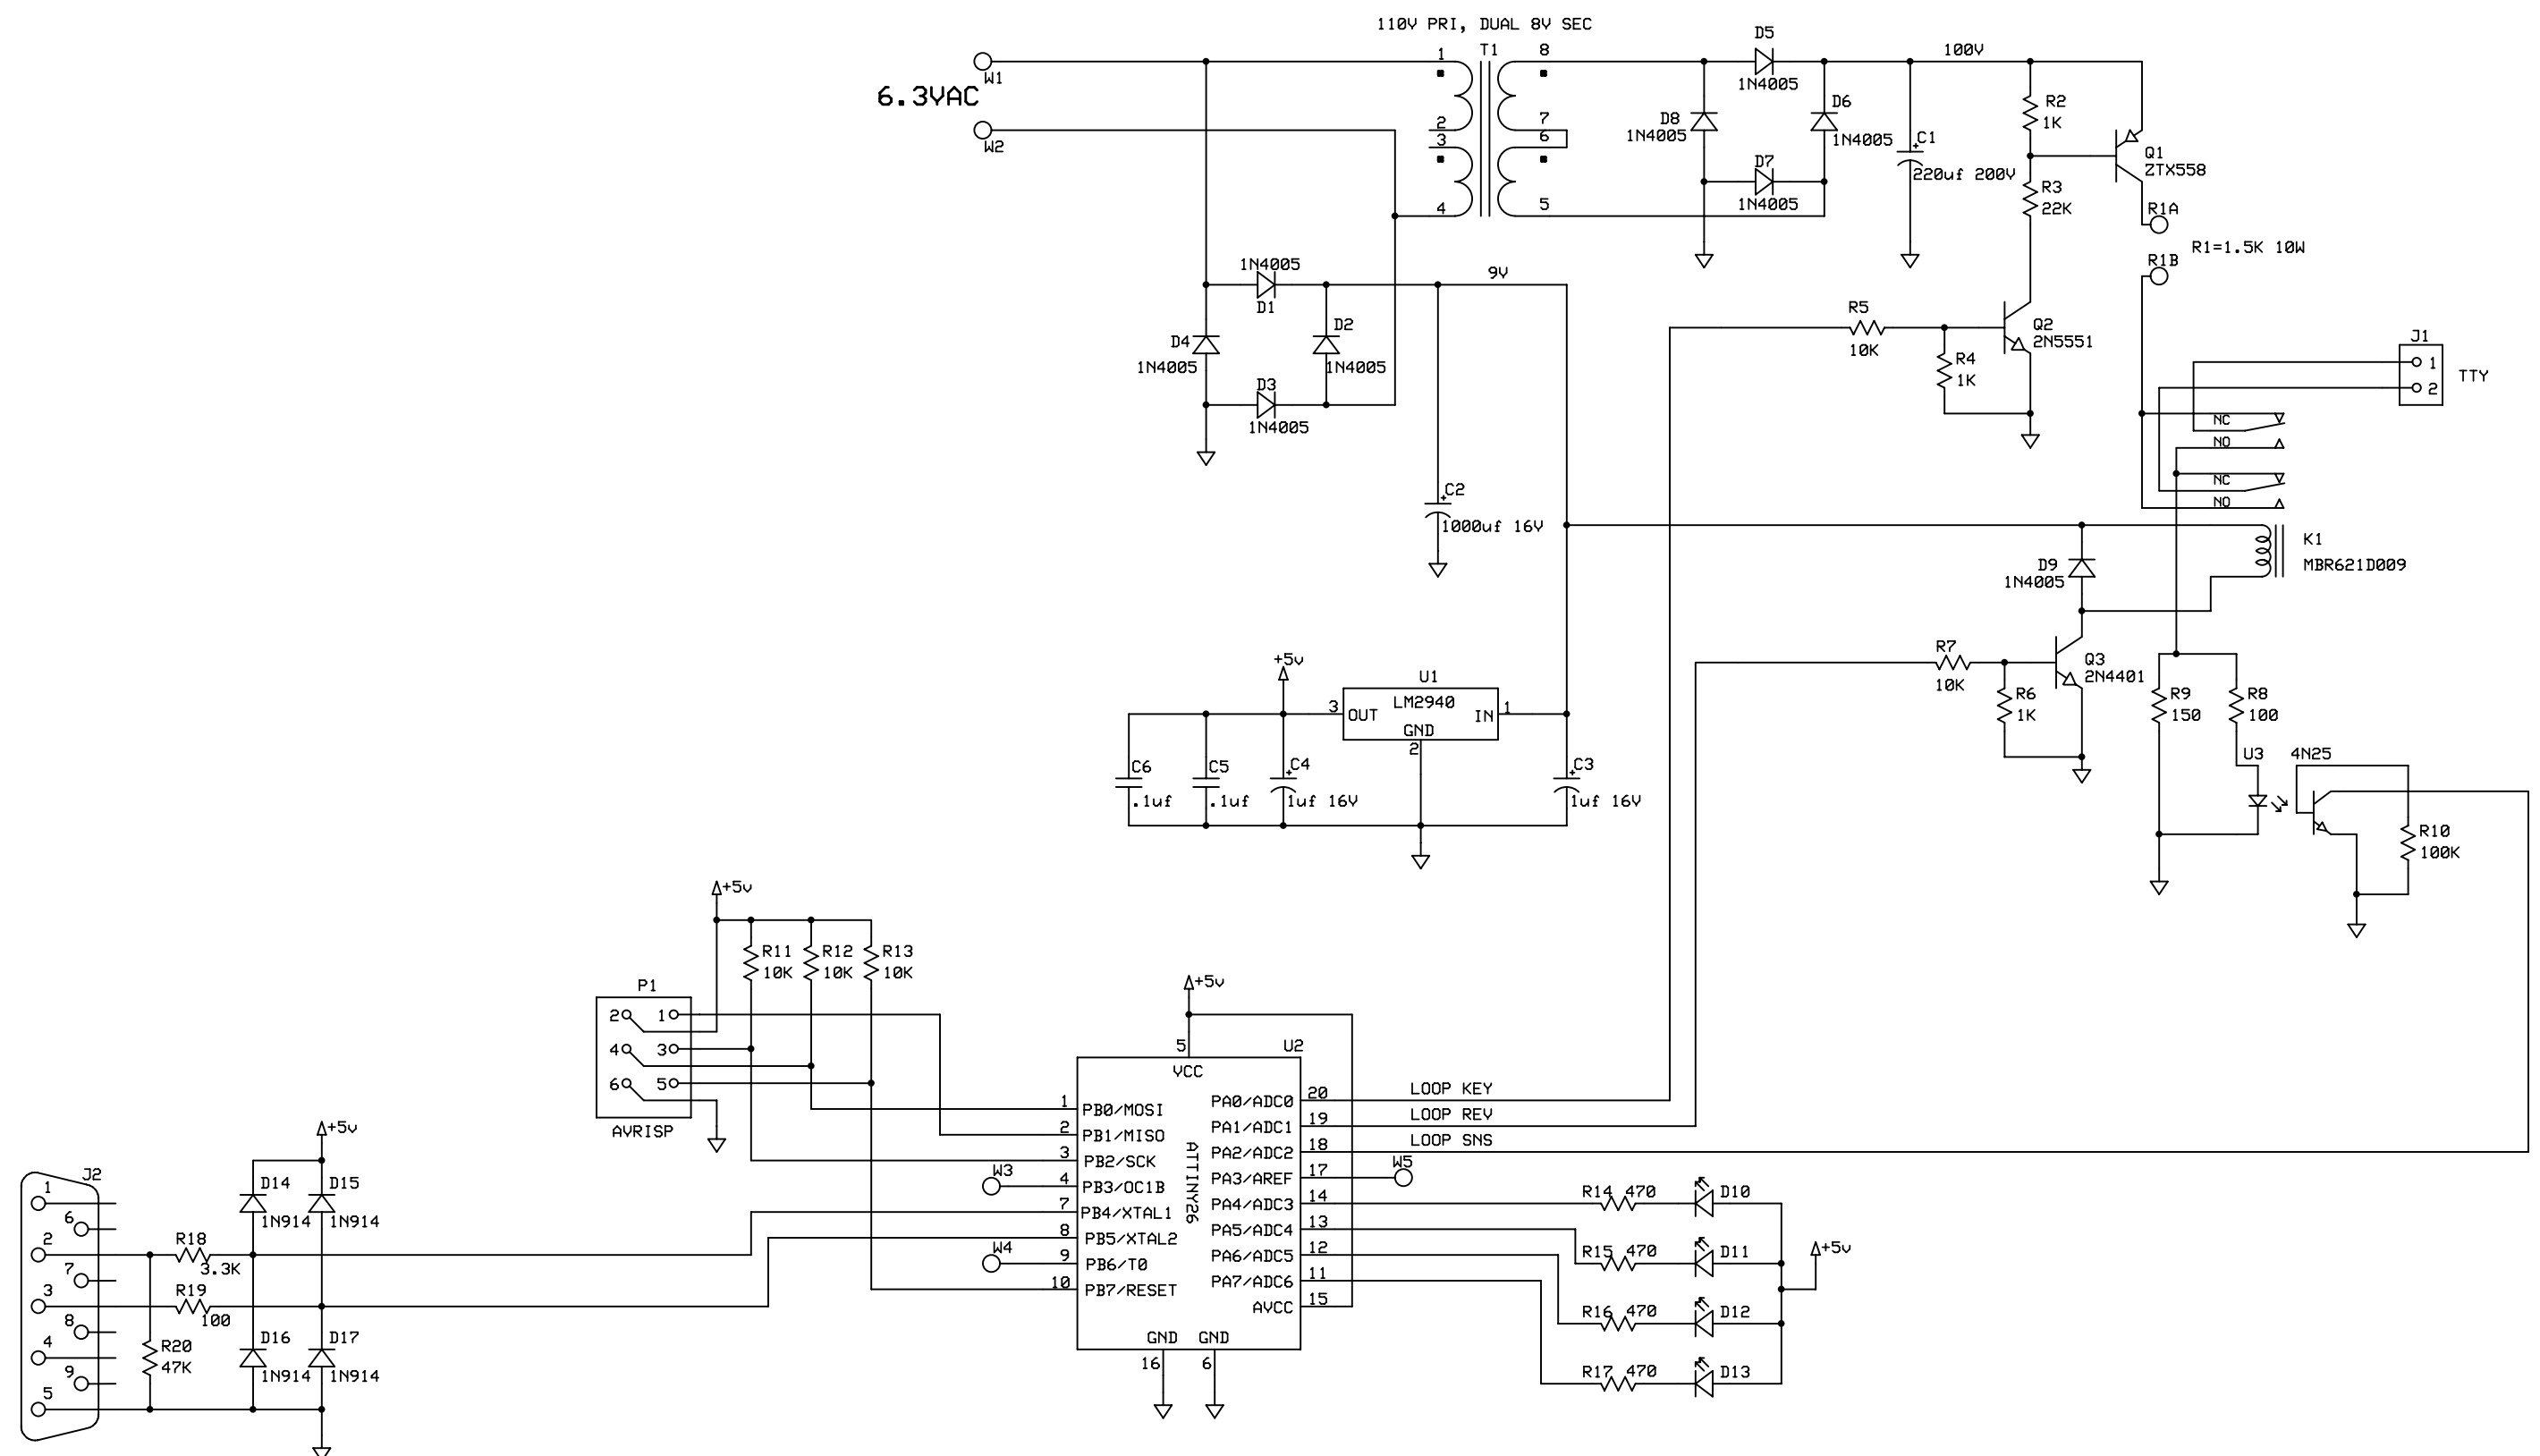 110V PRI, DUAL 8V SEC
6.3VAC
W1
W2
1
2
3
4
T1
8
7
6
5
D5
1N4005
D8
1N4005
D6
1N4005
D7
1N4005
100V
C1
+
220uf 200V
R2
1K
R3
22K
Q1
ZTX558
R1A
R1B
R1=1.5K 10W
1N4005
D1
D4
1N4005
D2
1N4005
D3
1N4005
9V
C2
+
1000uf 16V
R5
10K
R4
1K
Q2
2N5551
J1
1
2
TTY
NC
NO
NC
NO
K1
MBR621D009
D9
1N4005
R7
10K
R6
1K
Q3
2N4401
R9
150
R8
100
U3
4N25
R10
100K
+5v
U1
LM2940
3
OUT
IN
1
GND
2
C6
.1uf
C5
.1uf
C4
+
1uf 16V
C3
+
1uf 16V
+5v
R11
10K
R12
10K
R13
10K
P1
2
1
4
3
6
5
AVRISP
+5v
5
U2
VCC
ATTINY26
1
PB0/MOSI
2
PB1/MISO
3
PB2/SCK
W3
4
PB3/OC1B
7
PB4/XTAL1
8
PB5/XTAL2
W4
9
PB6/T0
10
PB7/RESET
PA0/ADC0
20
LOOP KEY
PA1/ADC1
19
LOOP REV
PA2/ADC2
18
LOOP SNS
PA3/AREF
17
W5
PA4/ADC3
14
PA5/ADC4
13
PA6/ADC5
12
PA7/ADC6
11
AVCC
15
GND
GND
16
6
R14 470
D10
R15 470
D11
R16 470
D12
R17 470
D13
+5v
J2
1
6
2
7
3
8
4
9
5
+5v
D14
1N914
D15
1N914
R18
3.3K
R19
100
R20
47K
D16
1N914
D17
1N914